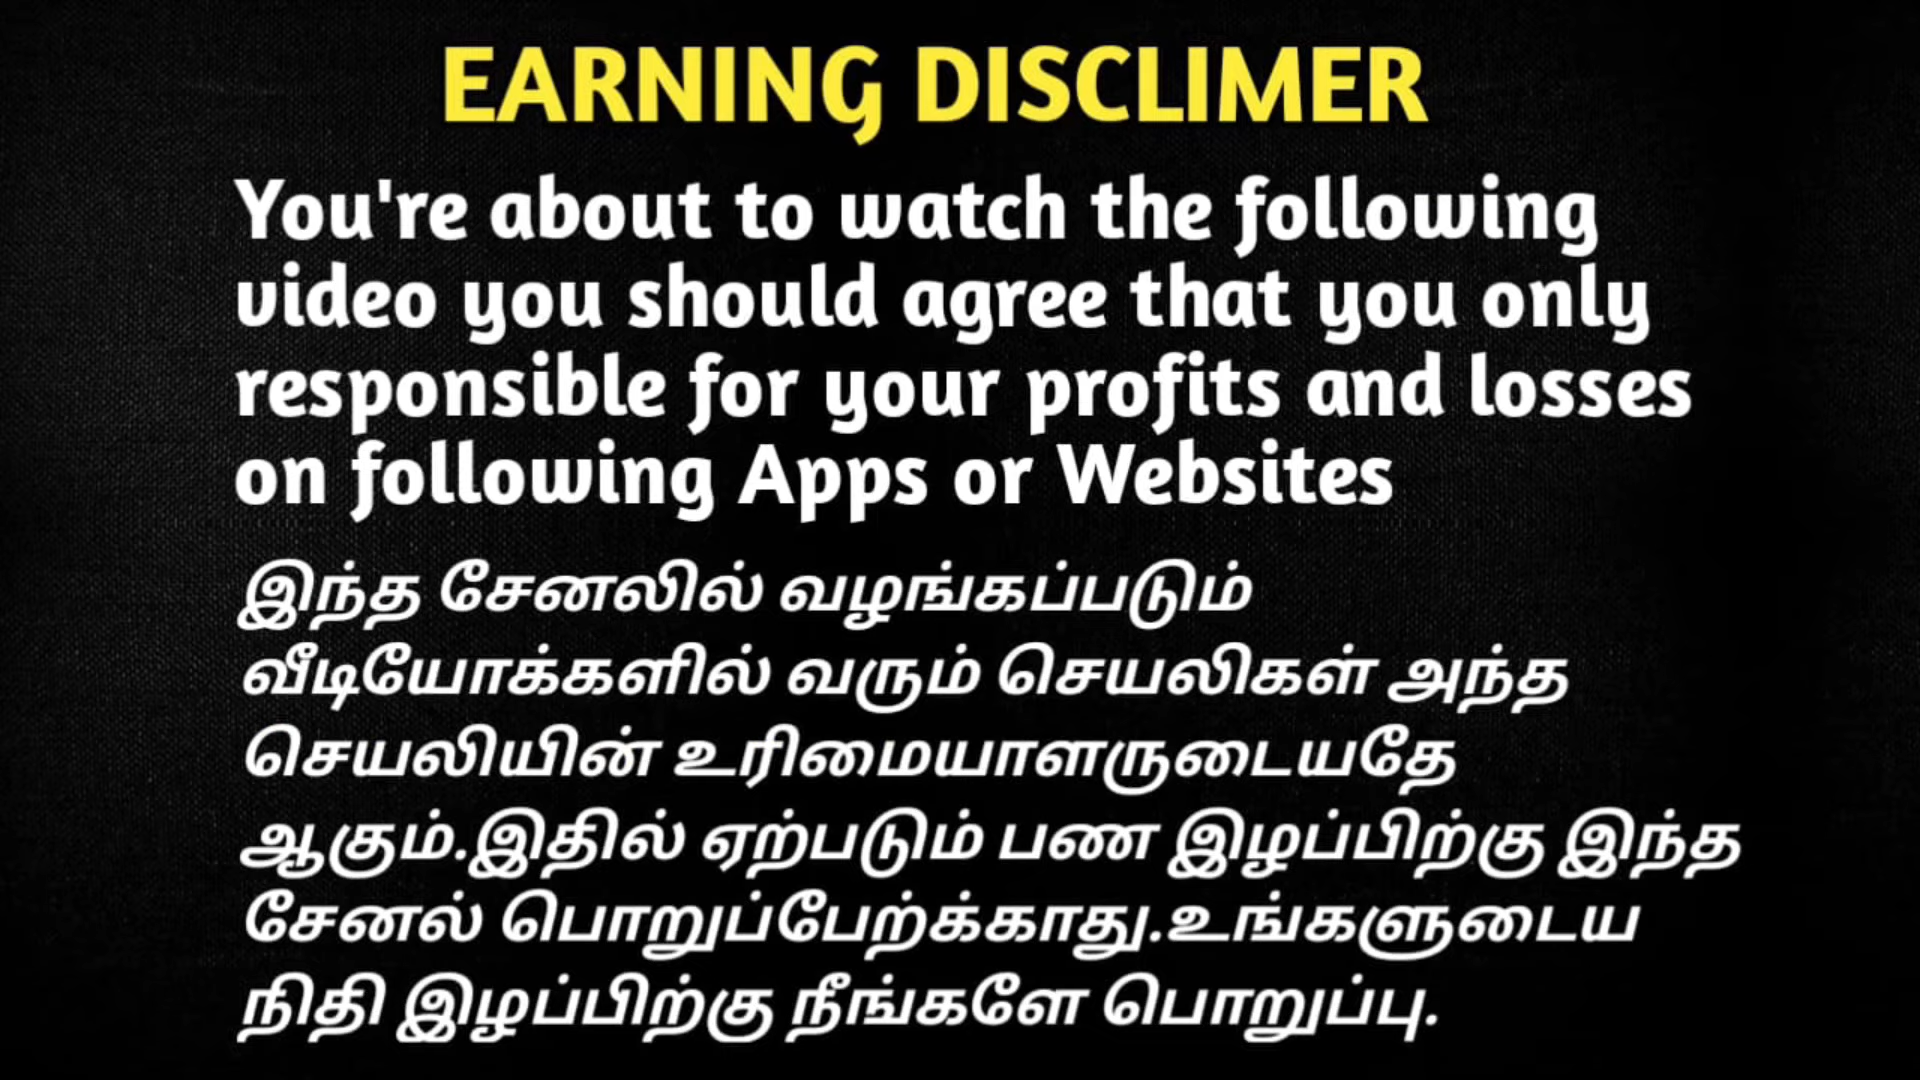 EARNING DISCLIMER
You're about to watch the following
video you should agree that you only
responsible for your profits and losses
on following Apps or Websites
இந்த சேனலில் வழங்கப்படும்
வீடியோக்களில் வரும் செயலிகள் அந்த
செயலியின் உரிமையாளருடையதே
ஆகும்.இதில் ஏற்படும் பண இழப்பிற்கு இந்த
சேனல் பொறுப்பேற்க்காது.உங்களுடைய
நிதி இழப்பிற்கு நீங்களே பொறுப்பு.